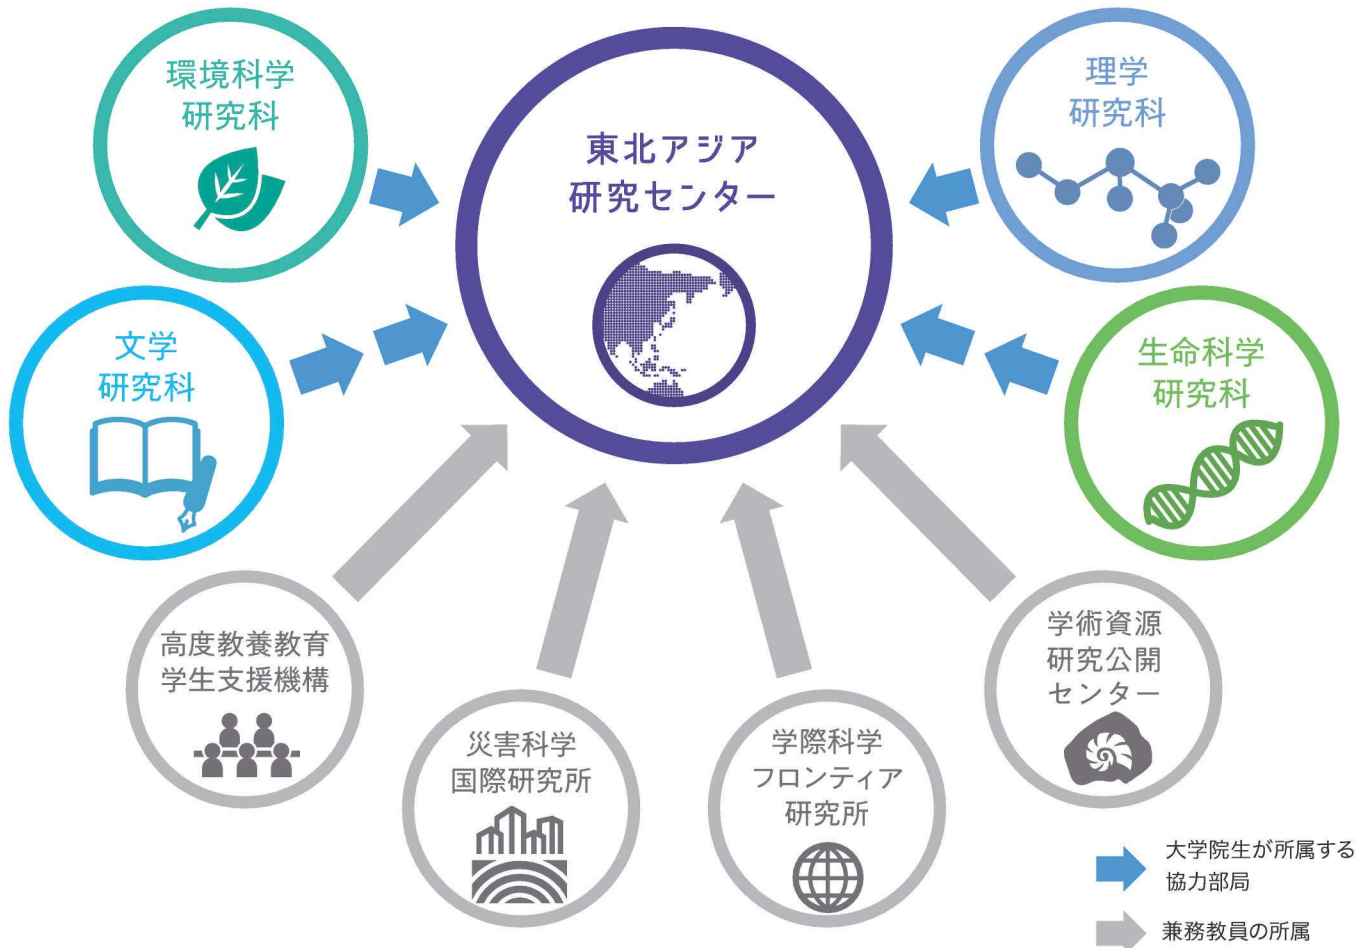 環境科学
研究科
東北アジア
研究センター
理学
研究科
文学
研究科
生命科学
研究科
高度教養教育
学生支援機構
災害科学
国際研究所
学際科学
フロンティア
研究所
学術資源
研究公開
センター
大学院生が所属する
協力部局
兼務教員の所属